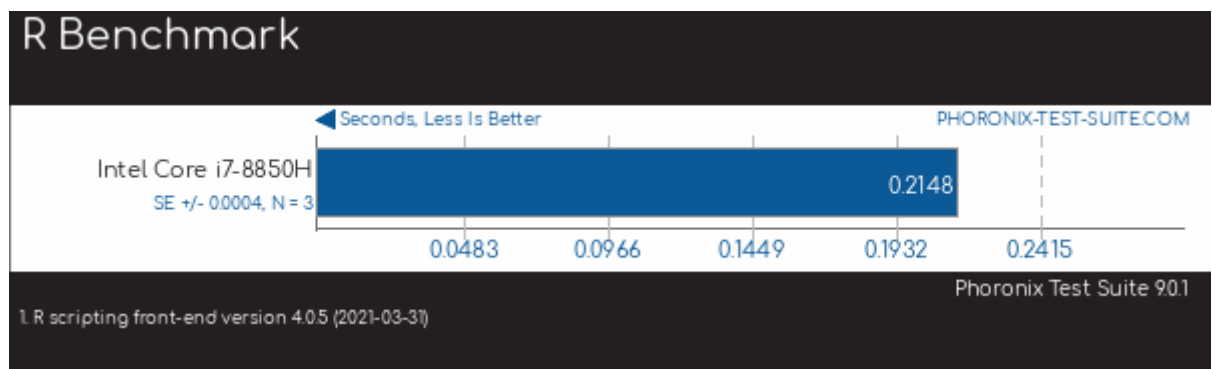 R Benchmark
Seconds, Less Is Better PHORONIX-TEST-SUITE.COM
Intel Core i7-8850H
0.2148
SE +/- 0.0004, N = 3
0.0483 0.0966 0.1449 0.1932 0.2415
Phoronix Test Suite 9.0.1
1. R scripting front-end version 4.0.5 (2021-03-31)